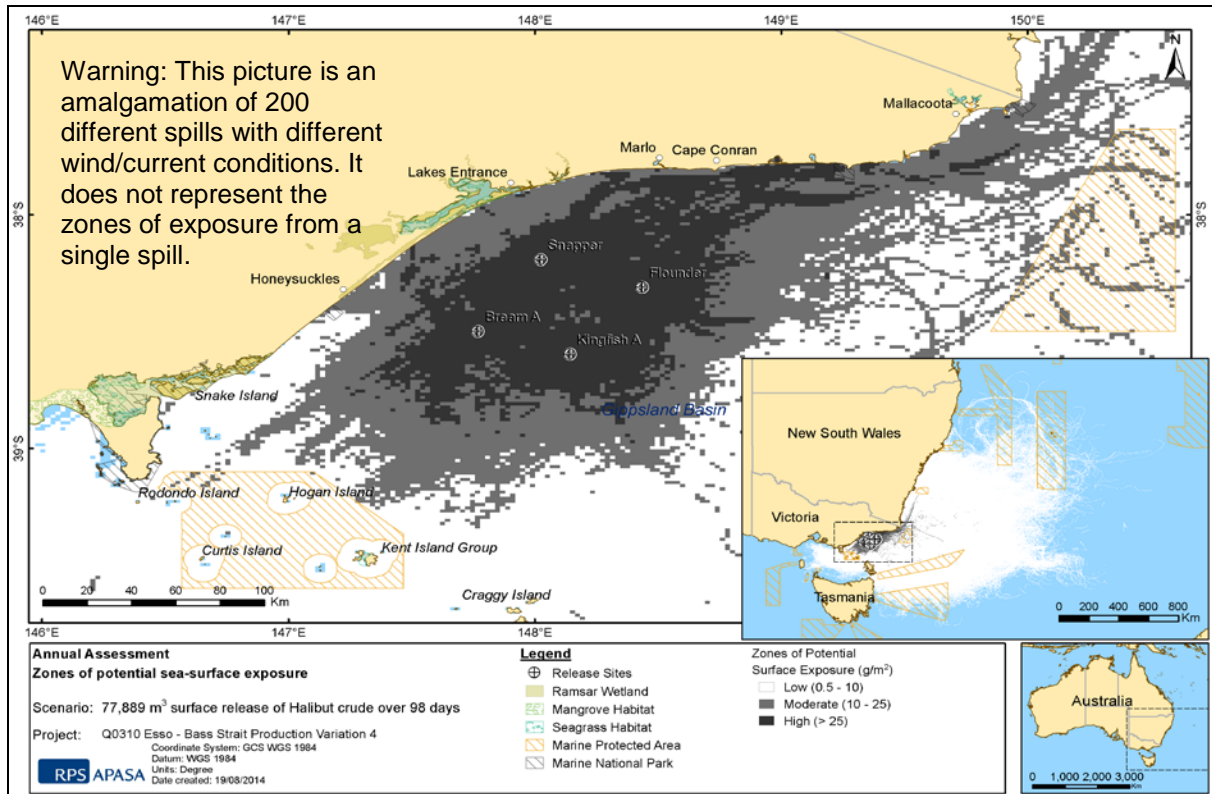 146°E 147°E 148°E 149°E 150°E
Warning: This picture is an
amalgamation of 200
different spills with different
wind/current conditions. It
does not represent the
zones of exposure from a
single spill.
N
Mallacoota
Marlo
Cape Conran
Lakes Entrance
38°S
38°S
Snapper
Flounder
Honeysuckles
Bream A
Kingfish A
Snake Island
Gippsland Basin
39°S
39°S
Rodondo Island
Hogan Island
Curtis Island
Kent Island Group
Craggy Island
0 20 40 60 80 100
Km
New South Wales
Victoria
Tasmania
0 200 400 600 800
Km
146°E 147°E 148°E
Annual Assessment
Zones of potential sea-surface exposure
Scenario: 77,889 m³ surface release of Halibut crude over 98 days
Project: Q0310 Esso - Bass Strait Production Variation 4
Coordinate System: GCS WGS 1984
Datum: WGS 1984
Units: Degree
Date created: 19/08/2014
RPS APASA
Legend
Release Sites
Ramsar Wetland
Mangrove Habitat
Seagrass Habitat
Marine Protected Area
Marine National Park
Zones of Potential
Surface Exposure (g/m²)
Low (0.5 - 10)
Moderate (10 - 25)
High (> 25)
Australia
0 1,000 2,000 3,000
Km